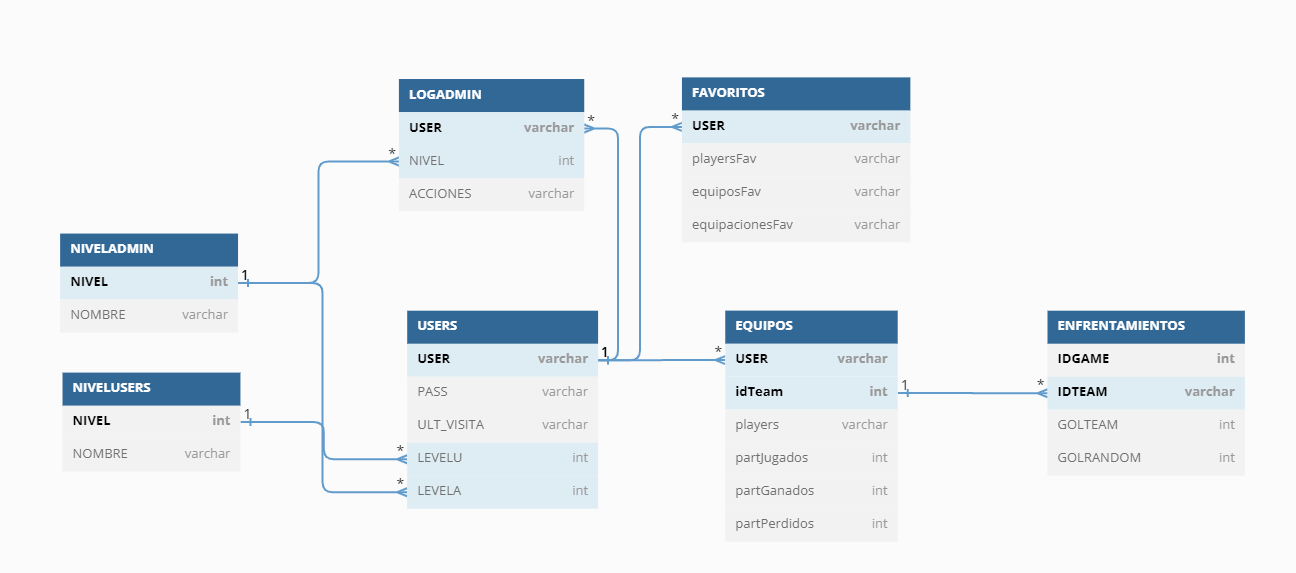 LOGADMIN
USER varchar
NIVEL int
ACCIONES varchar
*
*
FAVORITOS
USER varchar
playersFav varchar
equiposFav varchar
equipacionesFav varchar
*
NIVELADMIN
NIVEL int
NOMBRE varchar
1
NIVELUSERS
NIVEL int
NOMBRE varchar
1
USERS
USER varchar
PASS varchar
ULT_VISITA varchar
LEVELU int
LEVELA int
1
*
*
EQUIPOS
USER varchar
idTeam int
players varchar
partJugados int
partGanados int
partPerdidos int
*
1
ENFRENTAMIENTOS
IDGAME int
IDTEAM varchar
GOLTEAM int
GOLRANDOM int
*